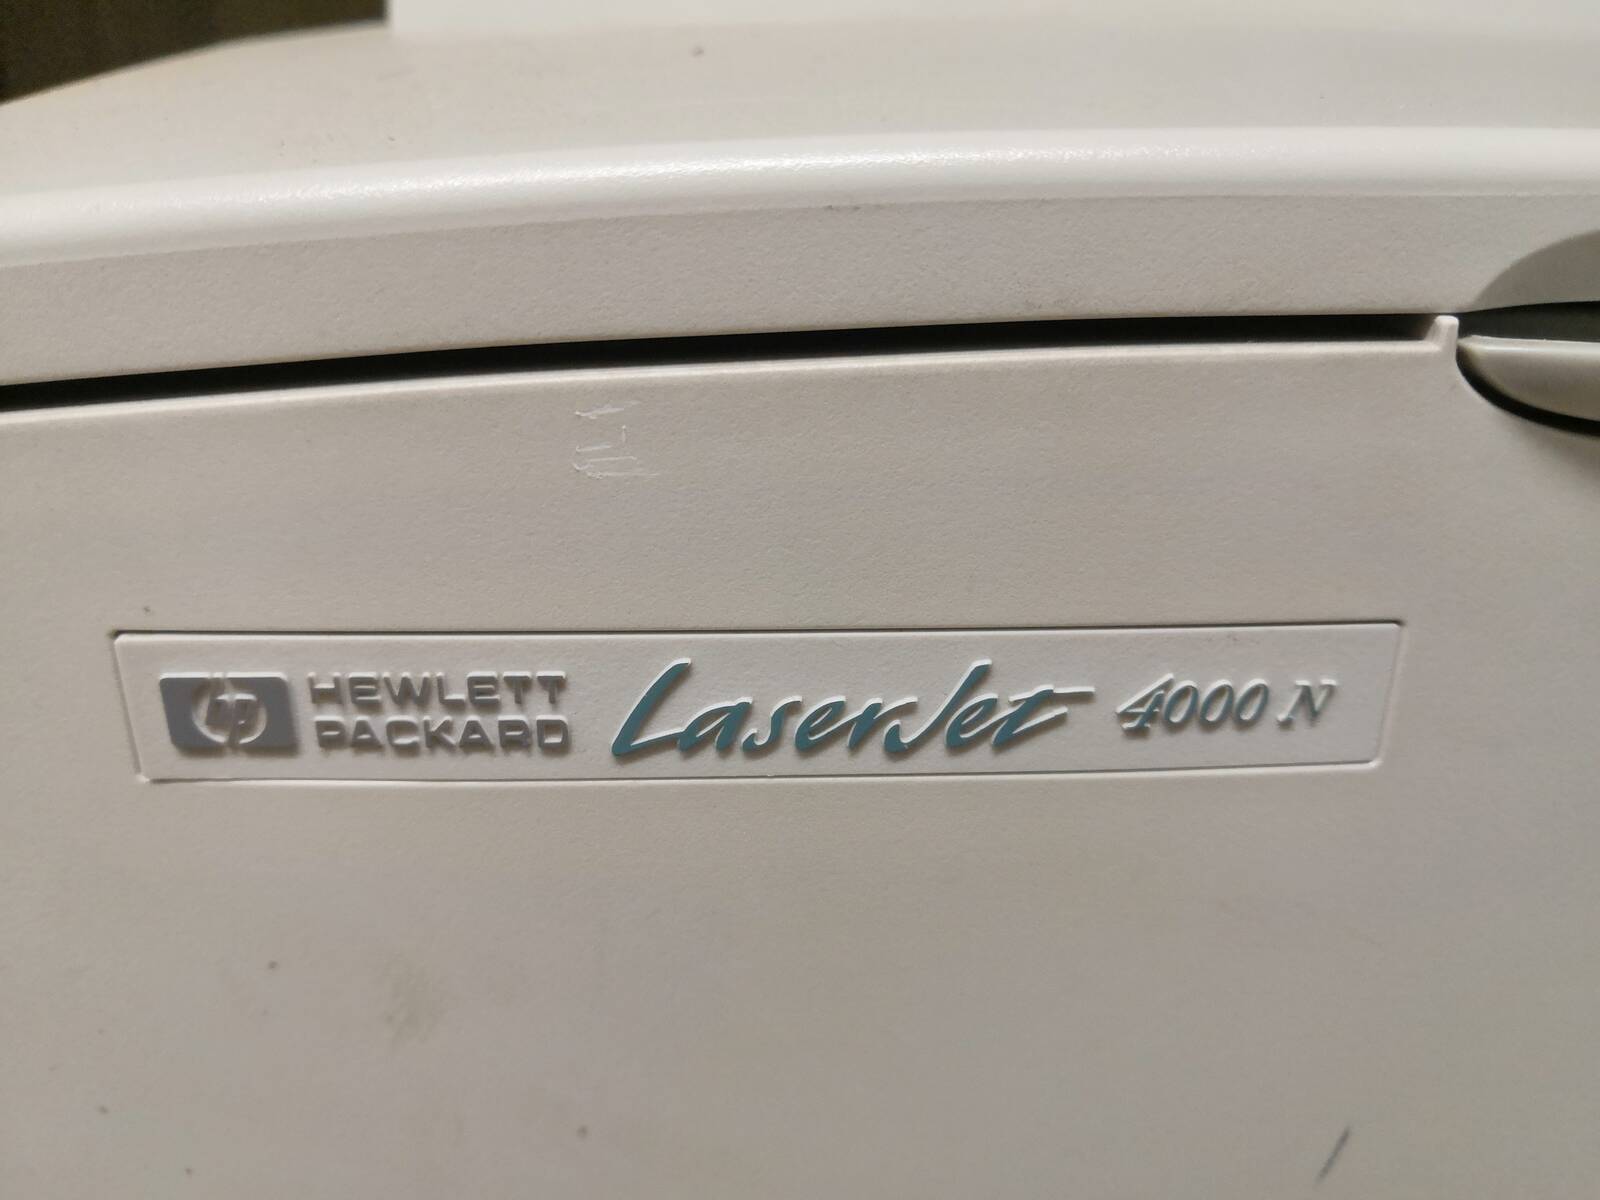 hp HEWLETT
PACKARD LaserJet 4000 N